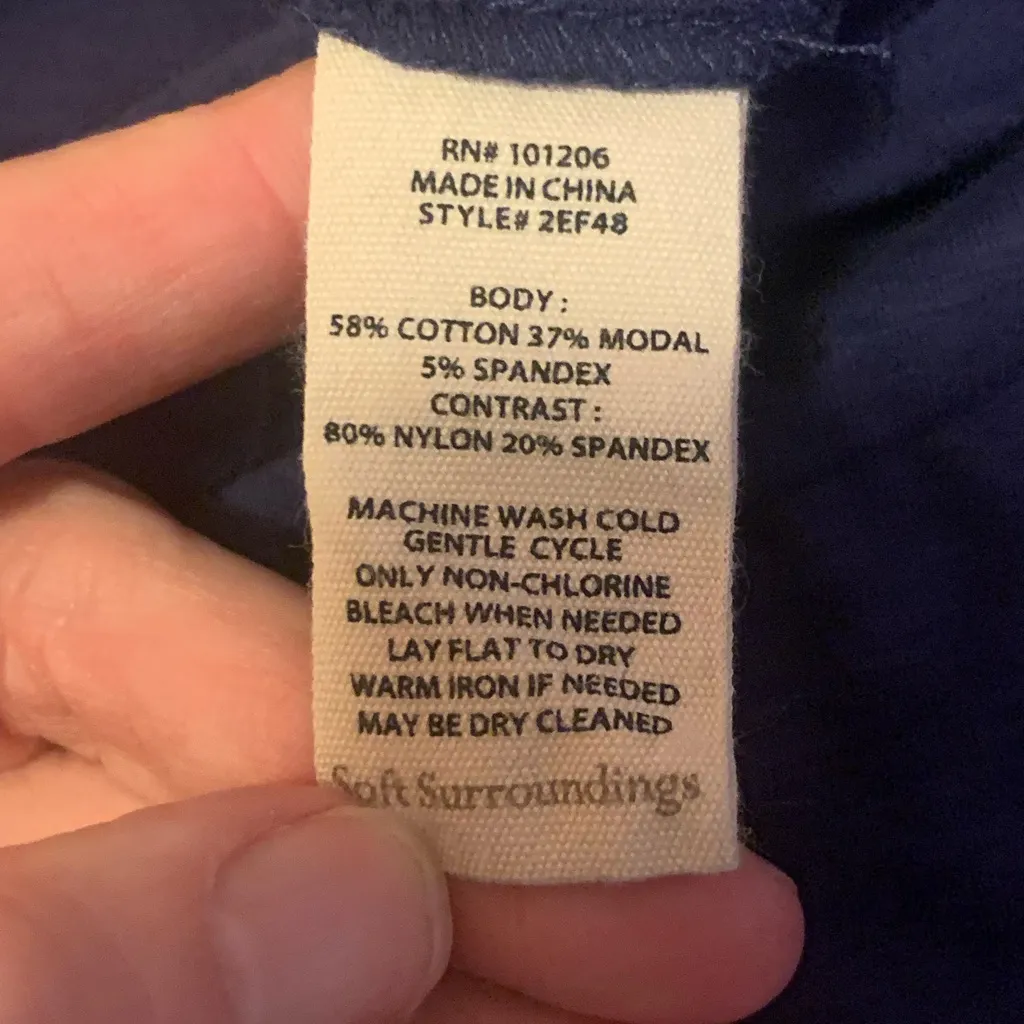 RN# 101206
MADE IN CHINA
STYLE# 2EF48
BODY :
58% COTTON 37% MODAL
5% SPANDEX
CONTRAST :
80% NYLON 20% SPANDEX
MACHINE WASH COLD
GENTLE CYCLE
ONLY NON-CHLORINE
BLEACH WHEN NEEDED
LAY FLAT TO DRY
WARM IRON IF NEEDED
MAY BE DRY CLEANED
Soft Surroundings